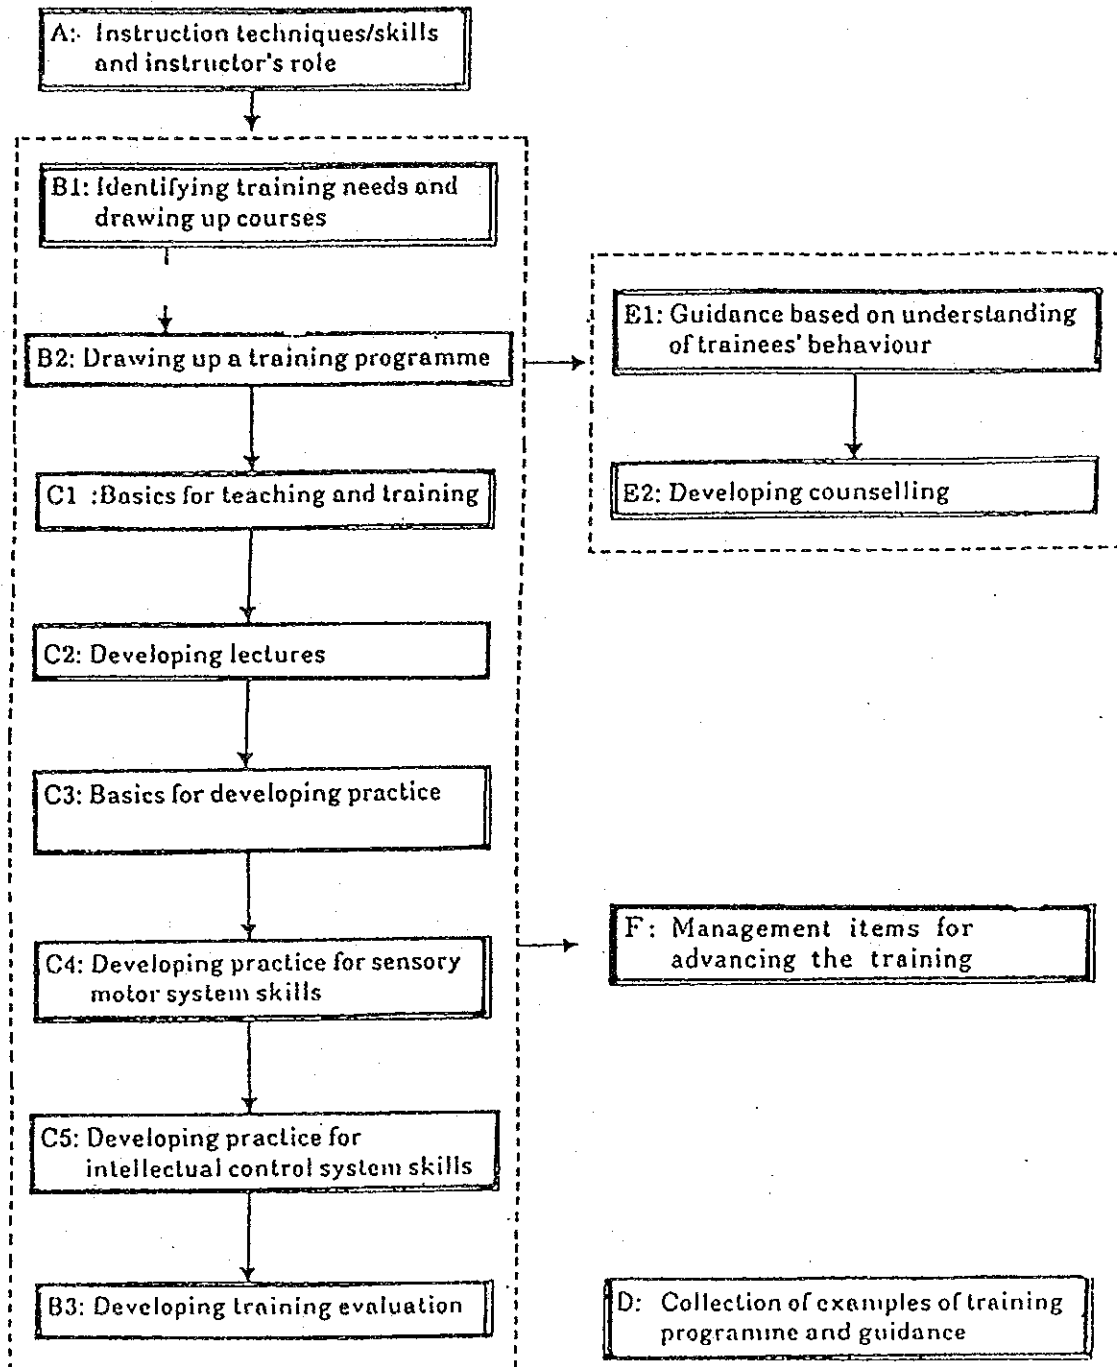 A: Instruction techniques/skills
and instructor's role
B1: Identifying training needs and
drawing up courses
B2: Drawing up a training programme
C1 :Basics for teaching and training
C2: Developing lectures
C3: Basics for developing practice
C4: Developing practice for sensory
motor system skills
C5: Developing practice for
intellectual control system skills
B3: Developing training evaluation
E1: Guidance based on understanding
of trainees' behaviour
E2: Developing counselling
F: Management items for
advancing the training
D: Collection of examples of training
programme and guidance